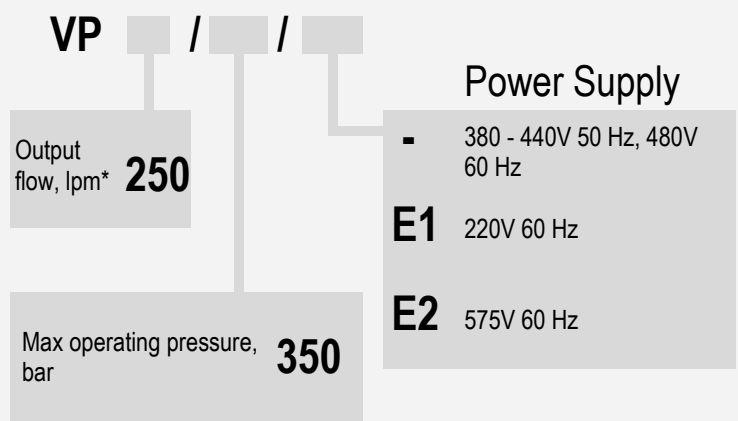 VP / /
Power Supply
Output
flow, lpm* 250
- 380 - 440V 50 Hz, 480V
60 Hz
E1 220V 60 Hz
E2 575V 60 Hz
Max operating pressure,
bar 350